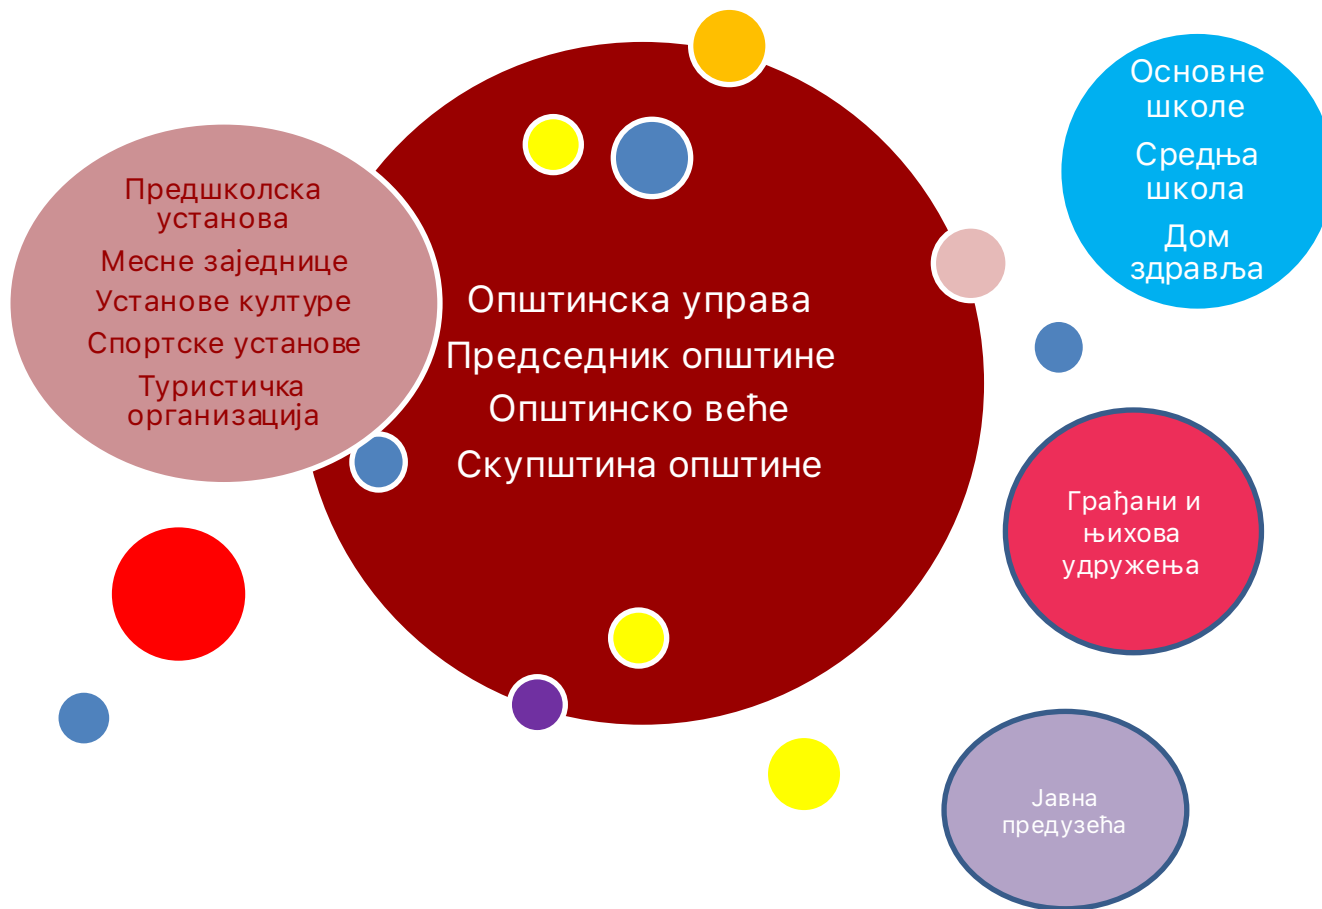 Предшколска
установа
Месне заједнице
Установе културе
Спортске установе
Туристичка
организација
Општинска управа
Председник општине
Општинско веће
Скупштина општине
Основне
школе
Средња
школа
Дом
здравља
Грађани и
њихова
удружења
Јавна
предузећа